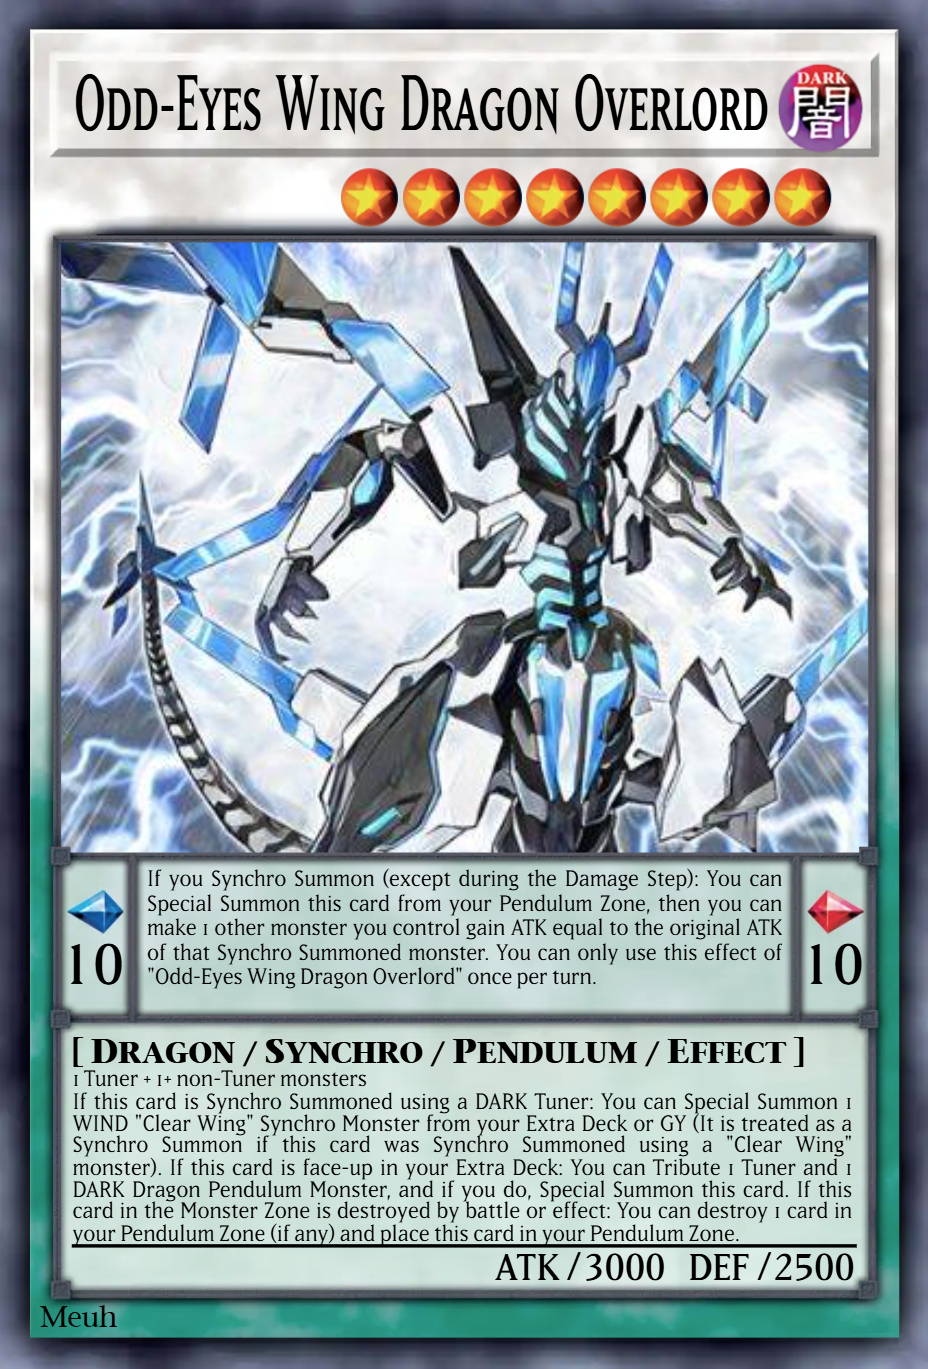 Odd-Eyes Wing Dragon Overlord
DARK
闇
If you Synchro Summon (except during the Damage Step): You can
Special Summon this card from your Pendulum Zone, then you can
make 1 other monster you control gain ATK equal to the original ATK
of that Synchro Summoned monster. You can only use this effect of
"Odd-Eyes Wing Dragon Overlord" once per turn.
10
10
[ Dragon / Synchro / Pendulum / Effect ]
1 Tuner + 1+ non-Tuner monsters
If this card is Synchro Summoned using a DARK Tuner: You can Special Summon 1
WIND "Clear Wing" Synchro Monster from your Extra Deck or GY (It is treated as a
Synchro Summon if this card was Synchro Summoned using a "Clear Wing"
monster). If this card is face-up in your Extra Deck: You can Tribute 1 Tuner and 1
DARK Dragon Pendulum Monster, and if you do, Special Summon this card. If this
card in the Monster Zone is destroyed by battle or effect: You can destroy 1 card in
your Pendulum Zone (if any) and place this card in your Pendulum Zone.
ATK/3000 DEF/2500
Meuh